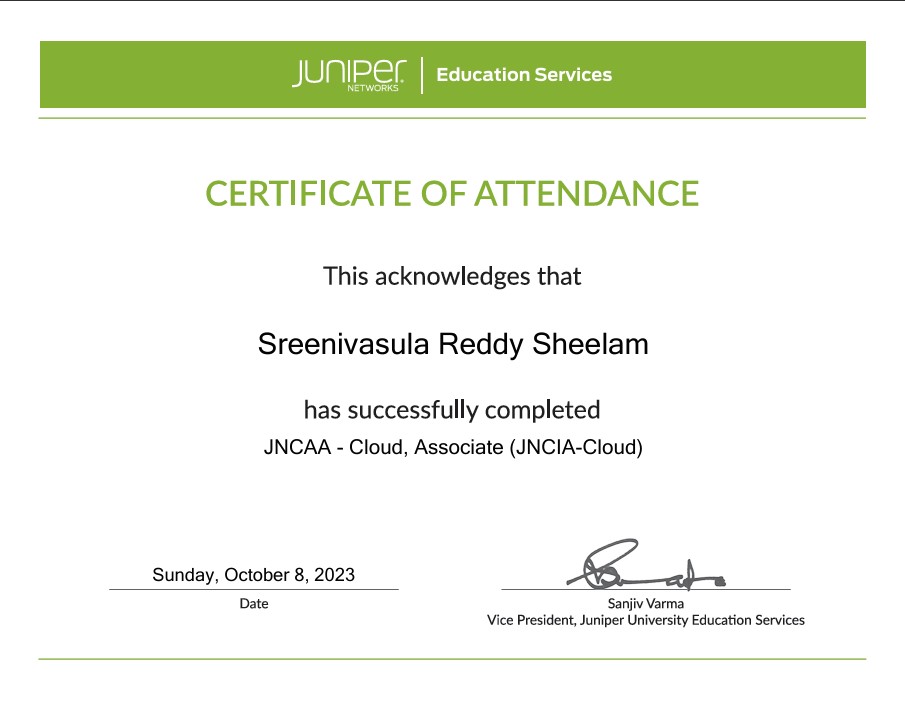 JUNIPer | Education Services
NETWORKS
CERTIFICATE OF ATTENDANCE
This acknowledges that
Sreenivasula Reddy Sheelam
has successfully completed
JNCAA - Cloud, Associate (JNCIA-Cloud)
Sunday, October 8, 2023
Date
Sanjiv Varma
Vice President, Juniper University Education Services